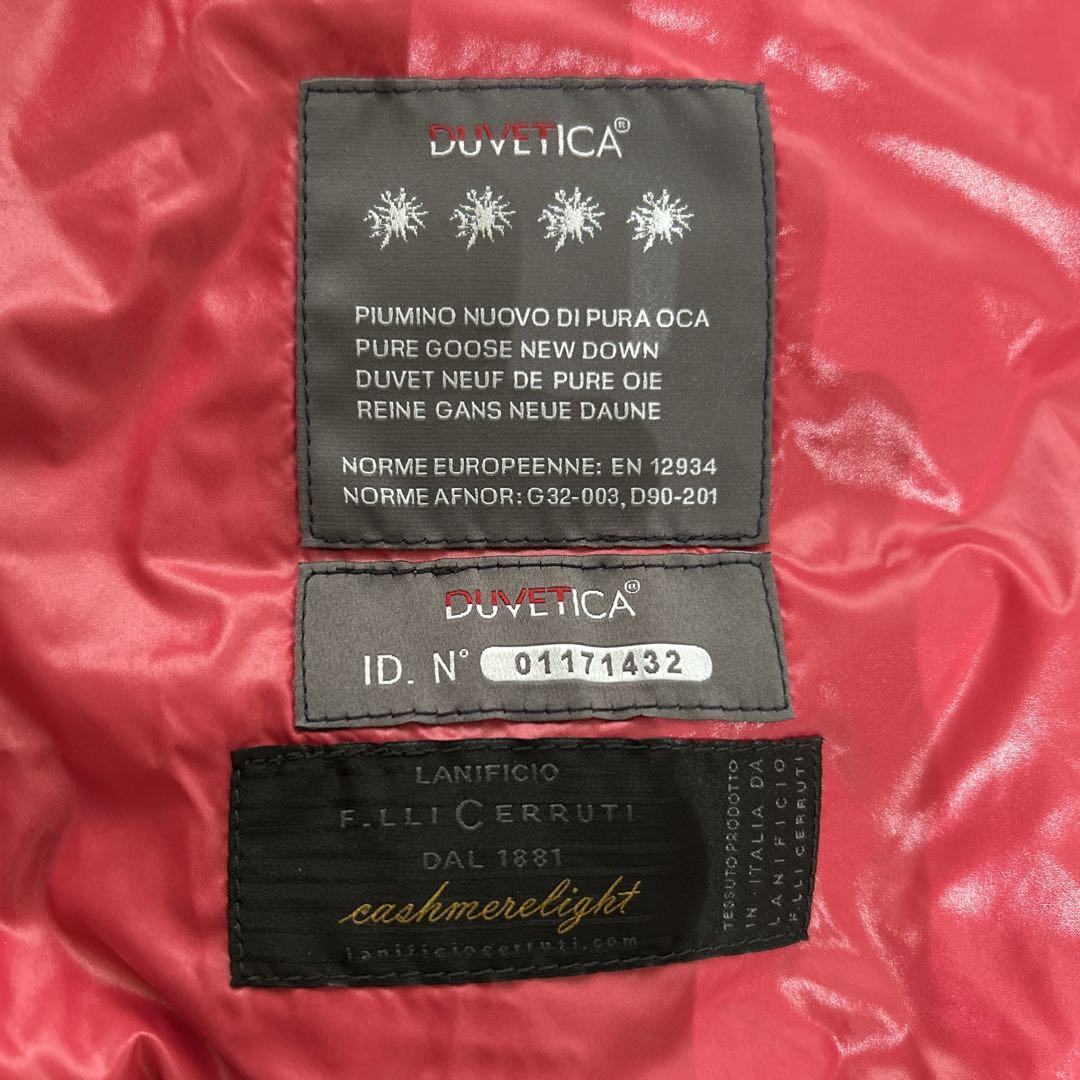 DUVETICA®
PIUMINO NUOVO DI PURA OCA
PURE GOOSE NEW DOWN
DUVET NEUF DE PURE OIE
REINE GANS NEUE DAUNE
NORME EUROPEENNE: EN 12934
NORME AFNOR: G32-003, D90-201
DUVETICA®
ID. N° 01171432
LANIFICIO
F.LLI CERRUTI
DAL 1881
cashmerelight
lanificiocerruti.com
TESSUTO PRODOTTO
IN ITALIA DA
LANIFICIO
F.LLI CERRUTI